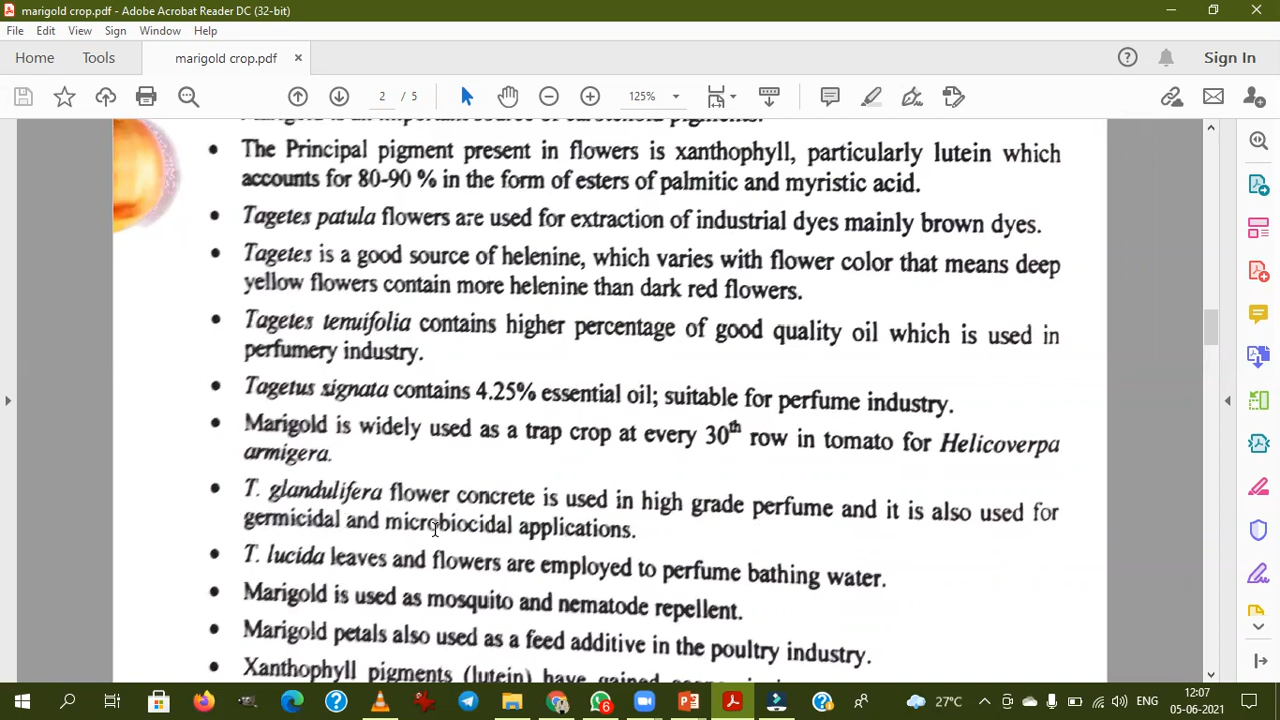 marigold crop.pdf - Adobe Acrobat Reader DC (32-bit)
File Edit View Sign Window Help
Home Tools marigold crop.pdf × Sign In
2 / 5 125%
• The Principal pigment present in flowers is xanthophyll, particularly lutein which
accounts for 80-90 % in the form of esters of palmitic and myristic acid.
• Tagetes patula flowers are used for extraction of industrial dyes mainly brown dyes.
• Tagetes is a good source of helenine, which varies with flower color that means deep
yellow flowers contain more helenine than dark red flowers.
• Tagetes temuifolia contains higher percentage of good quality oil which is used in
perfumery industry.
• Tagetus signata contains 4.25% essential oil; suitable for perfume industry.
• Marigold is widely used as a trap crop at every 30th row in tomato for Helicoverpa
armigera.
• T. glandulifera flower concrete is used in high grade perfume and it is also used for
germicidal and microbiocidal applications.
• T. lucida leaves and flowers are employed to perfume bathing water.
• Marigold is used as mosquito and nematode repellent.
• Marigold petals also used as a feed additive in the poultry industry.
• Xanthophyll pigments (lutein) have gained
27°C ENG 12:07
05-06-2021
6